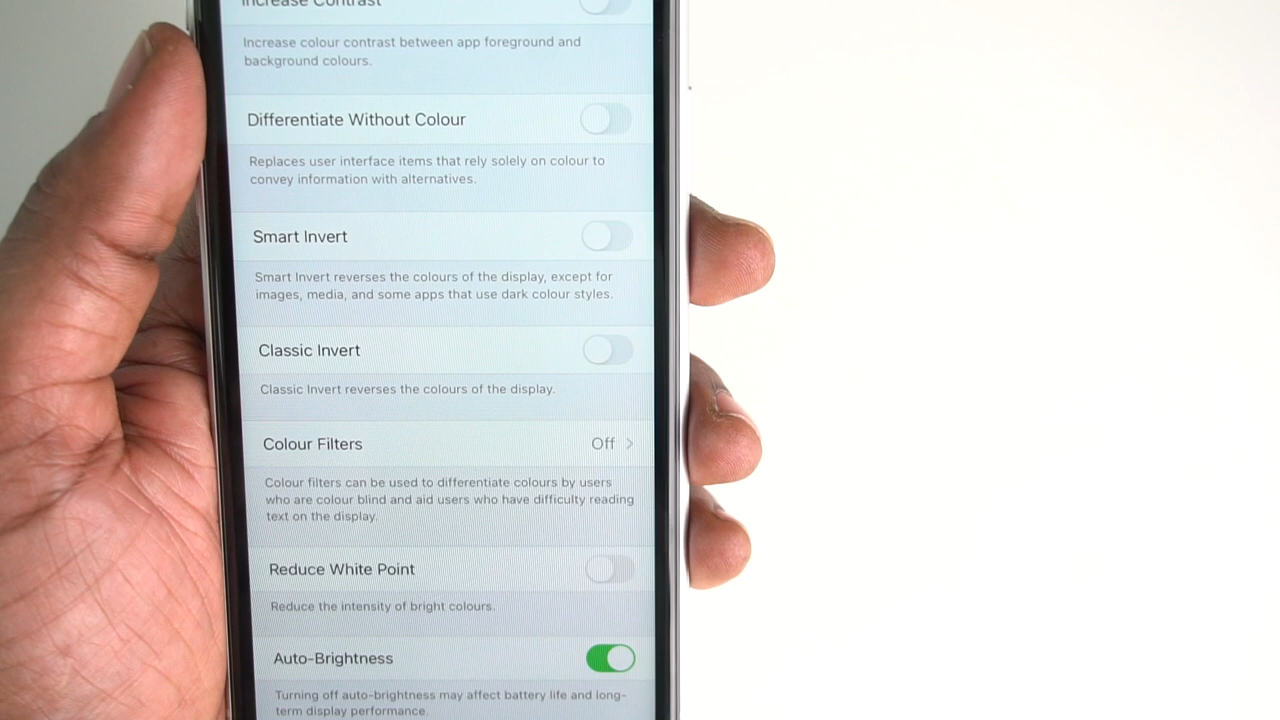 Increase Contrast
Increase colour contrast between app foreground and
background colours.
Differentiate Without Colour
Replaces user interface items that rely solely on colour to
convey information with alternatives.
Smart Invert
Smart Invert reverses the colours of the display, except for
images, media, and some apps that use dark colour styles.
Classic Invert
Classic Invert reverses the colours of the display.
Colour Filters Off
Colour filters can be used to differentiate colours by users
who are colour blind and aid users who have difficulty reading
text on the display.
Reduce White Point
Reduce the intensity of bright colours.
Auto-Brightness
Turning off auto-brightness may affect battery life and long-
term display performance.